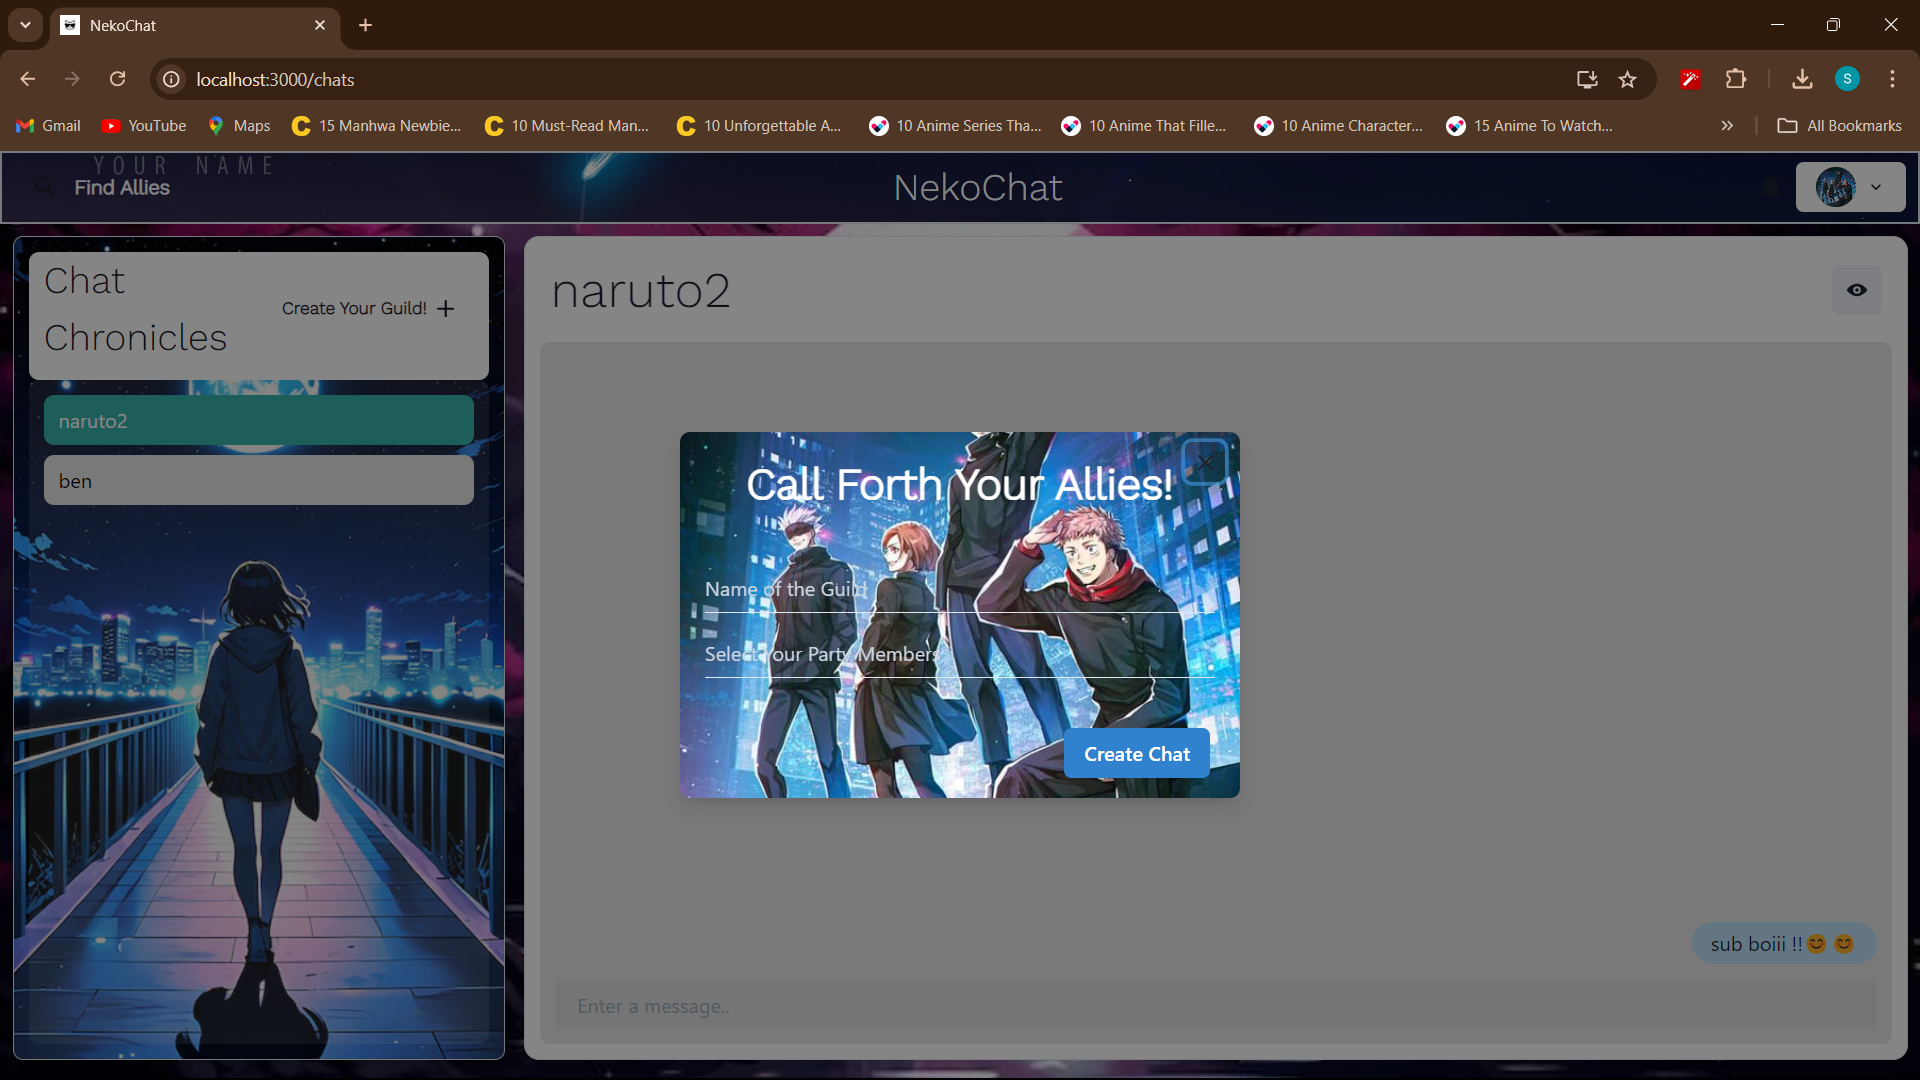 NekoChat
localhost:3000/chats
S
Gmail
YouTube
Maps
15 Manhwa Newbie...
10 Must-Read Man...
10 Unforgettable A...
10 Anime Series Tha...
10 Anime That Fille...
10 Anime Character...
15 Anime To Watch...
All Bookmarks
YOUR NAME
Find Allies
NekoChat
Chat
Chronicles
Create Your Guild!
naruto2
ben
naruto2
Call Forth Your Allies!
Name of the Guild
Select Your Party Members
Create Chat
sub boiii !!😊 😊
Enter a message..